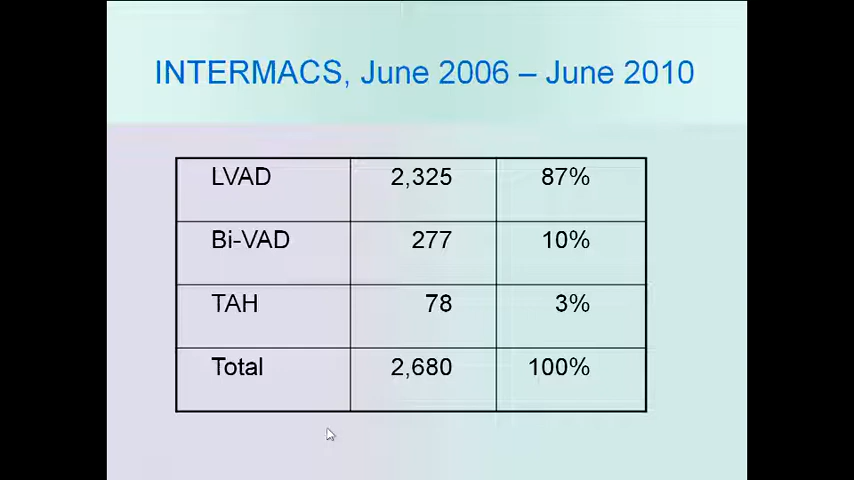 INTERMACS, June 2006 – June 2010
LVAD 2,325 87%
Bi-VAD 277 10%
TAH 78 3%
Total 2,680 100%